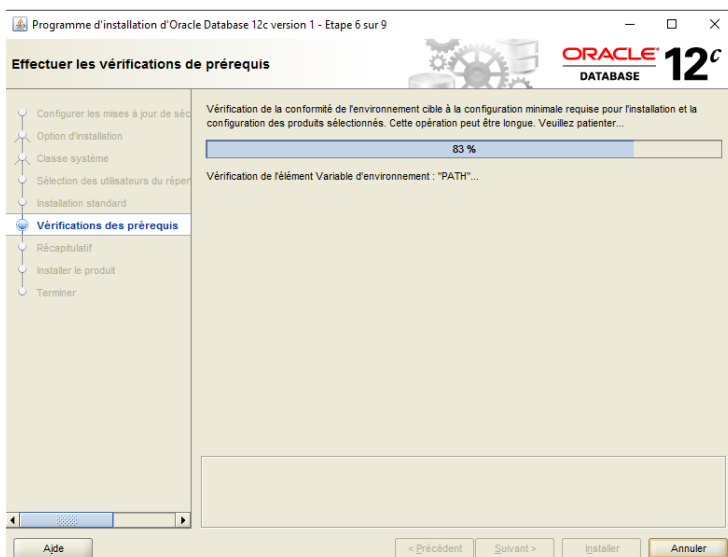 Programme d'installation d'Oracle Database 12c version 1 - Etape 6 sur 9
Effectuer les vérifications de prérequis
ORACLE
DATABASE
12c
Configurer les mises à jour de séc
Option d'installation
Classe système
Sélection des utilisateurs du réper
Installation standard
Vérifications des prérequis
Récapitulatif
Installer le produit
Terminer
Vérification de la conformité de l'environnement cible à la configuration minimale requise pour l'installation et la
configuration des produits sélectionnés. Cette opération peut être longue. Veuillez patienter...
83 %
Vérification de l'élément Variable d'environnement : "PATH"...
Aide
< Précédent
Suivant >
Installer
Annuler